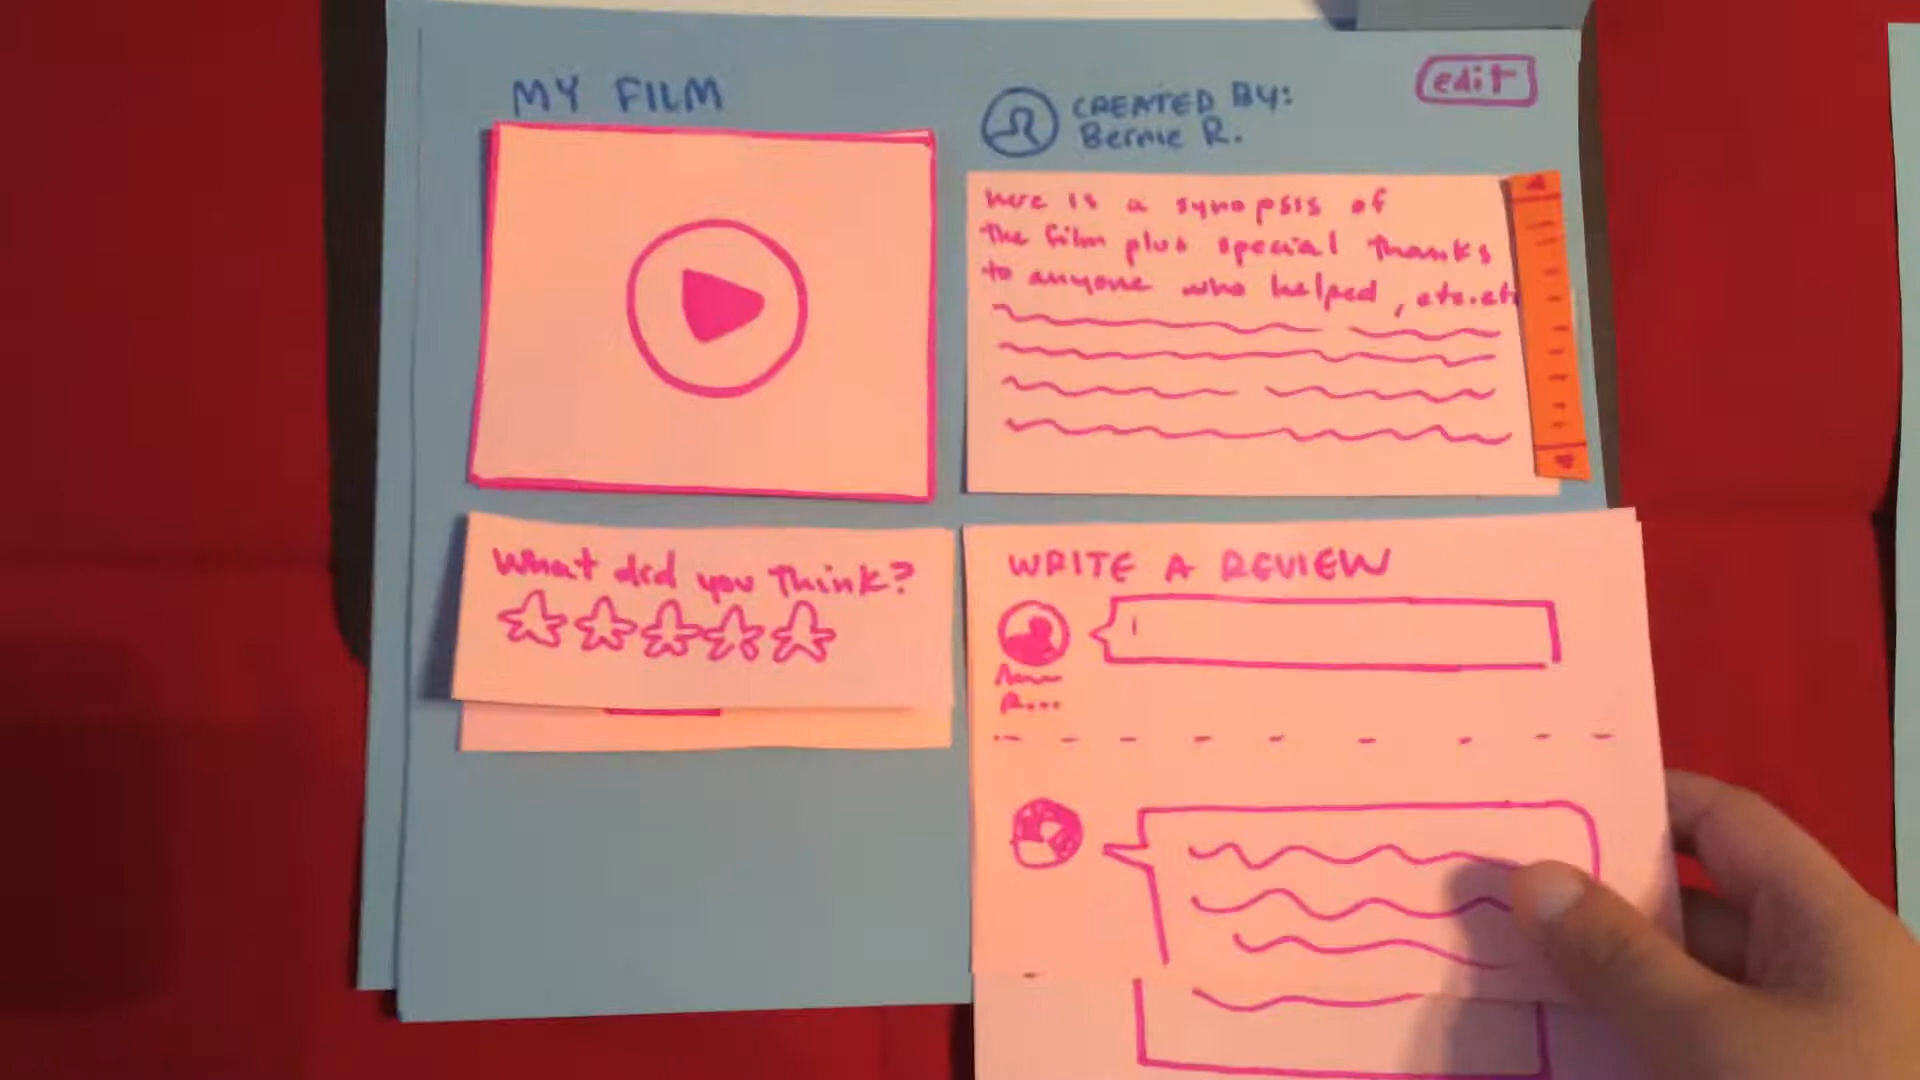 MY FILM
CREATED BY:
Bernie R.
edit
here is a synopsis of
the film plus special thanks
to anyone who helped, etc.etc
What did you think?
WRITE A REVIEW
R...